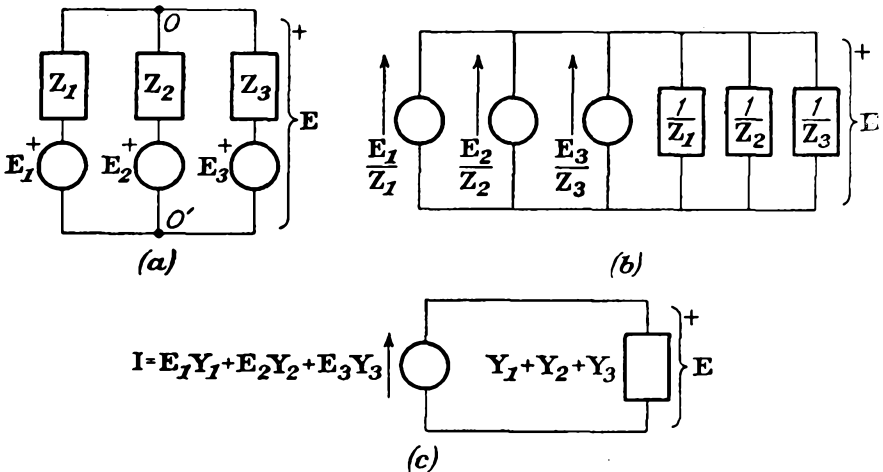 O
+
Z₁ Z₂ Z₃
E
E₁ + E₂ + E₃ +
O'
(a)
+
E₁/Z₁ E₂/Z₂ E₃/Z₃ 1/Z₁ 1/Z₂ 1/Z₃
(b)
+
I=E₁Y₁+E₂Y₂+E₃Y₃ Y₁+Y₂+Y₃ E
(c)